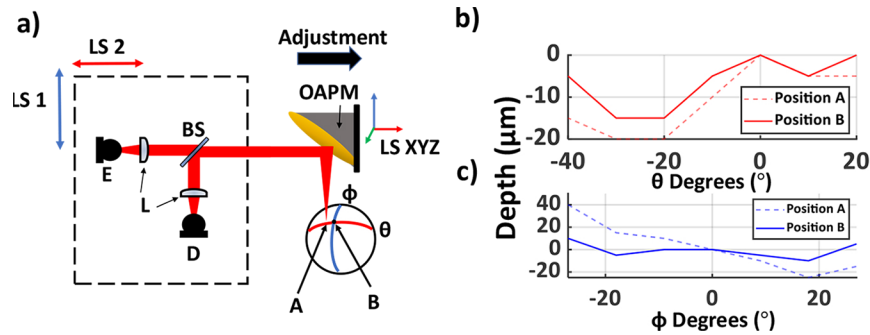 a)
LS 2
LS 1
Adjustment
OAPM
BS
LS XYZ
E
L
D
ϕ
θ
A
B
b)
0
-10
-20
-40
-20
0
20
Position A
Position B
θ Degrees (°)
Depth (µm)
c)
40
20
0
-20
-20
0
20
Position A
Position B
ϕ Degrees (°)